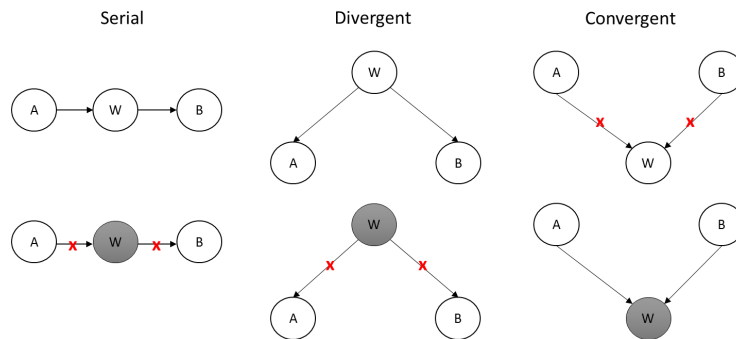 Serial Divergent Convergent
W A B
A W B
A B W
W A B
A W B
x x
x x
x x
A B W